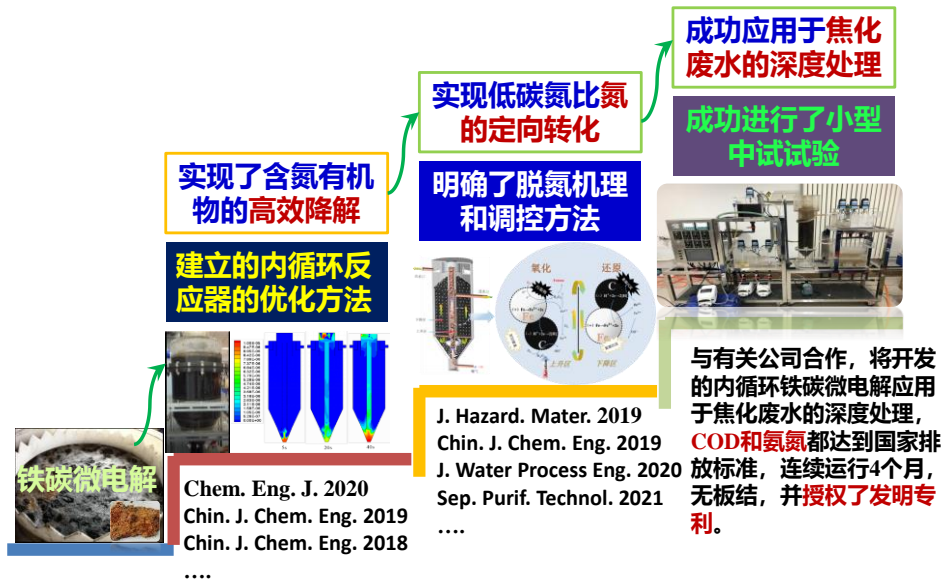 铁碳微电解
实现了含氮有机
物的高效降解
建立的内循环反
应器的优化方法
Chem. Eng. J. 2020
Chin. J. Chem. Eng. 2019
Chin. J. Chem. Eng. 2018
....
实现低碳氮比氮
的定向转化
明确了脱氮机理
和调控方法
氧化
还原
C
Fe
C
上升区
下降区
J. Hazard. Mater. 2019
Chin. J. Chem. Eng. 2019
J. Water Process Eng. 2020
Sep. Purif. Technol. 2021
....
成功应用于焦化
废水的深度处理
成功进行了小型
中试试验
与有关公司合作，将开发
的内循环铁碳微电解应用
于焦化废水的深度处理，
COD和氨氮都达到国家排
放标准，连续运行4个月，
无板结，并授权了发明专
利。